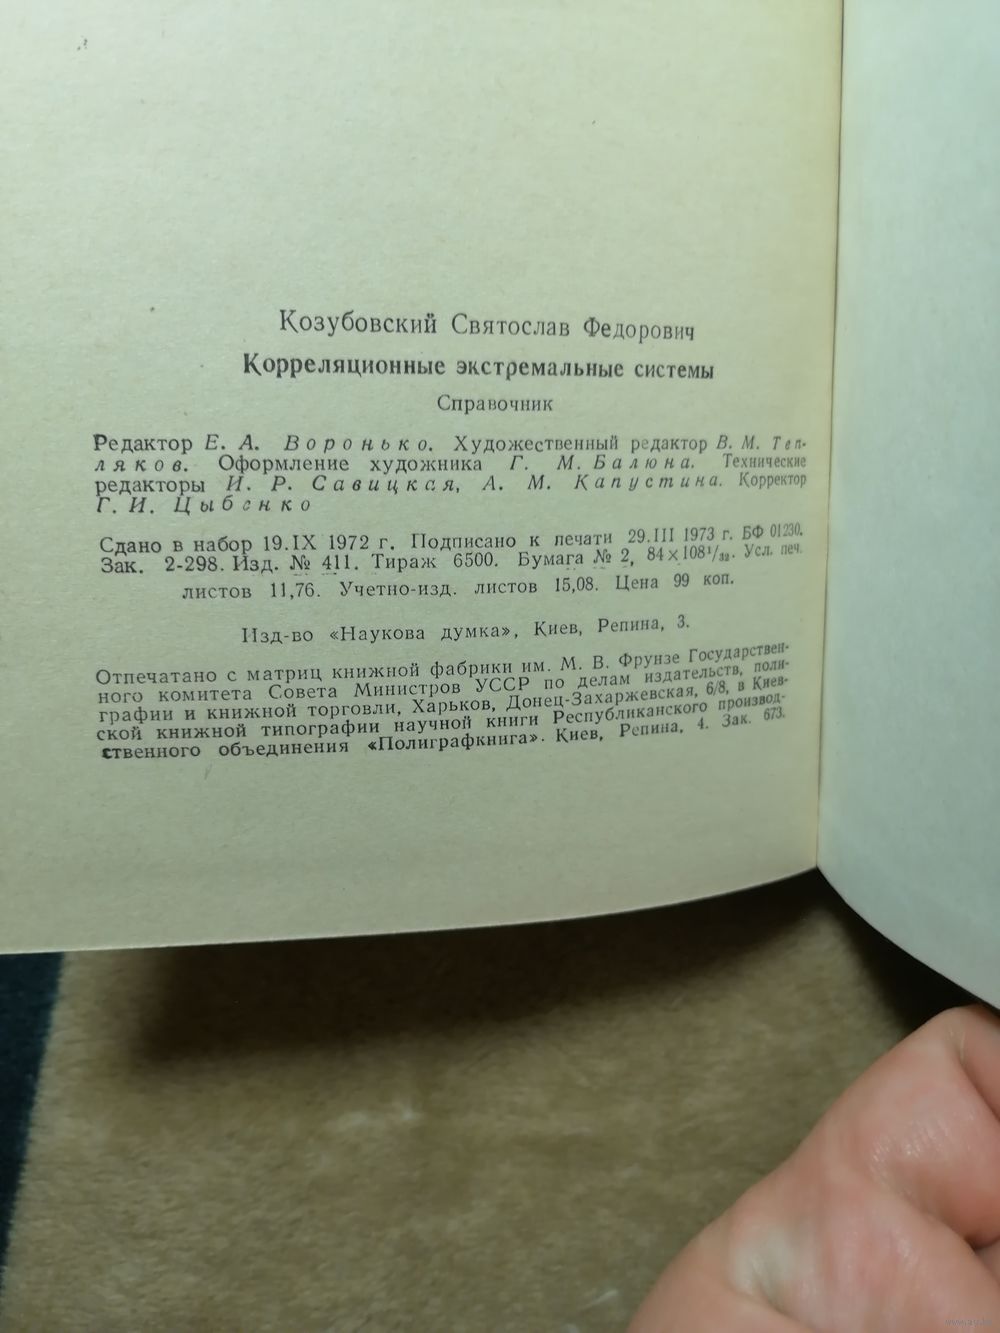 Козубовский Святослав Федорович
Корреляционные экстремальные системы
Справочник
Редактор Е. А. Воронько. Художественный редактор В. М. Теп-
ляков. Оформление художника Г. М. Балюна. Технические
редакторы И. Р. Савицкая, А. М. Капустина. Корректор
Г. И. Цыбенко
Сдано в набор 19.IX 1972 г. Подписано к печати 29.III 1973 г. БФ 01230.
Зак. 2-298. Изд. № 411. Тираж 6500. Бумага № 2, 84×108¹/₃₂. Усл. печ.
листов 11,76. Учетно-изд. листов 15,08. Цена 99 коп.
Изд-во «Наукова думка», Киев, Репина, 3.
Отпечатано с матриц книжной фабрики им. М. В. Фрунзе Государствен-
ного комитета Совета Министров УССР по делам издательств, поли-
графии и книжной торговли, Харьков, Донец-Захаржевская, 6/8, в Киев-
ской книжной типографии научной книги Республиканского производ-
ственного объединения «Полиграфкнига». Киев, Репина, 4. Зак. 673.